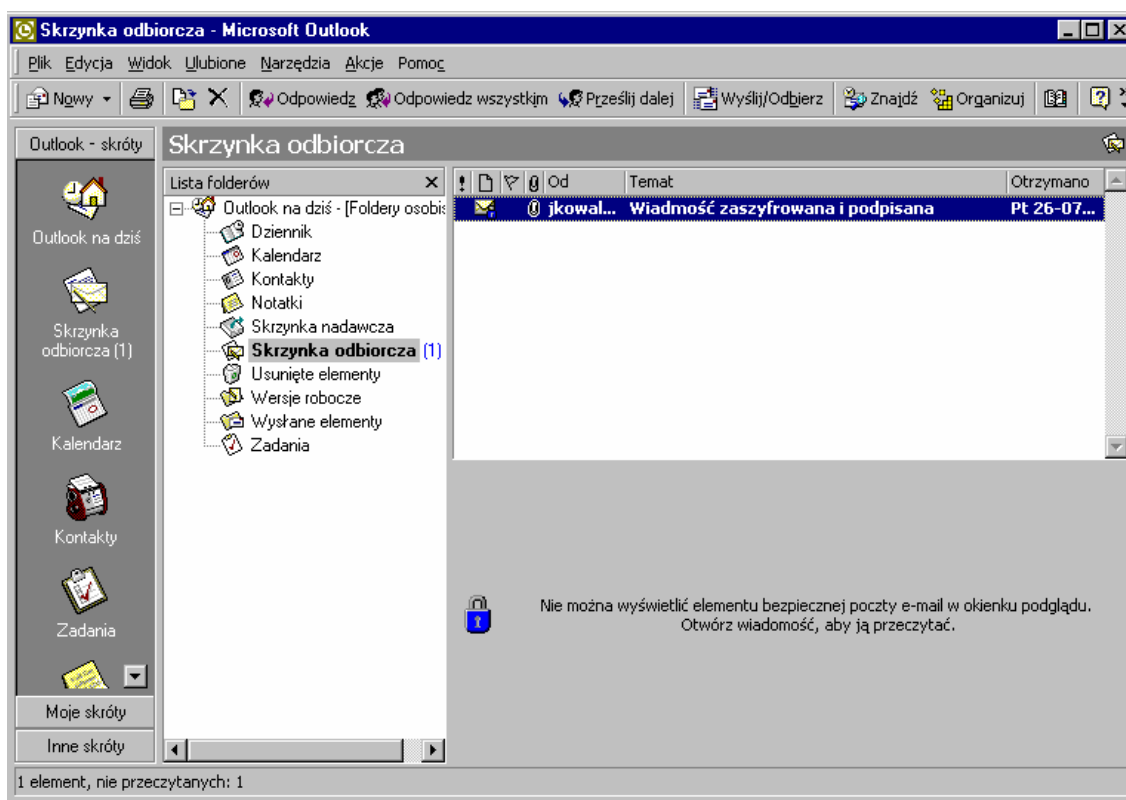 Skrzynka odbiorcza - Microsoft Outlook
Plik Edycja Widok Ulubione Narzędzia Akcje Pomoc
Nowy Odpowiedz Odpowiedz wszystkim Prześlij dalej Wyślij/Odbierz Znajdź Organizuj
Outlook - skróty
Skrzynka odbiorcza
Outlook na dziś
Skrzynka
odbiorcza (1)
Kalendarz
Kontakty
Zadania
Moje skróty
Inne skróty
Lista folderów
Outlook na dziś - [Foldery osobis
Dziennik
Kalendarz
Kontakty
Notatki
Skrzynka nadawcza
Skrzynka odbiorcza (1)
Usunięte elementy
Wersje robocze
Wysłane elementy
Zadania
Od Temat Otrzymano
jkowal... Wiadmość zaszyfrowana i podpisana Pt 26-07...
Nie można wyświetlić elementu bezpiecznej poczty e-mail w okienku podglądu.
Otwórz wiadomość, aby ją przeczytać.
1 element, nie przeczytanych: 1